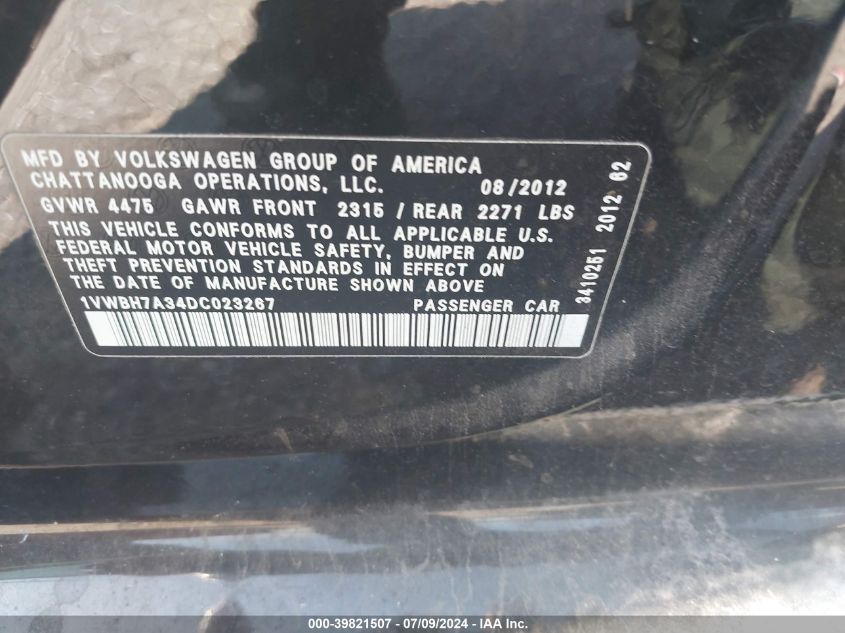 MFD BY VOLKSWAGEN GROUP OF AMERICA
CHATTANOOGA OPERATIONS, LLC. 08/2012
GVWR 4475 GAWR FRONT 2315 / REAR 2271 LBS
THIS VEHICLE CONFORMS TO ALL APPLICABLE U.S.
FEDERAL MOTOR VEHICLE SAFETY, BUMPER AND
THEFT PREVENTION STANDARDS IN EFFECT ON
THE DATE OF MANUFACTURE SHOWN ABOVE
1VWBH7A34DC023267 PASSENGER CAR
3410251 2012 62
000-39821507 / 07/09/2024 - COPYRIGHT IAA, LLC.